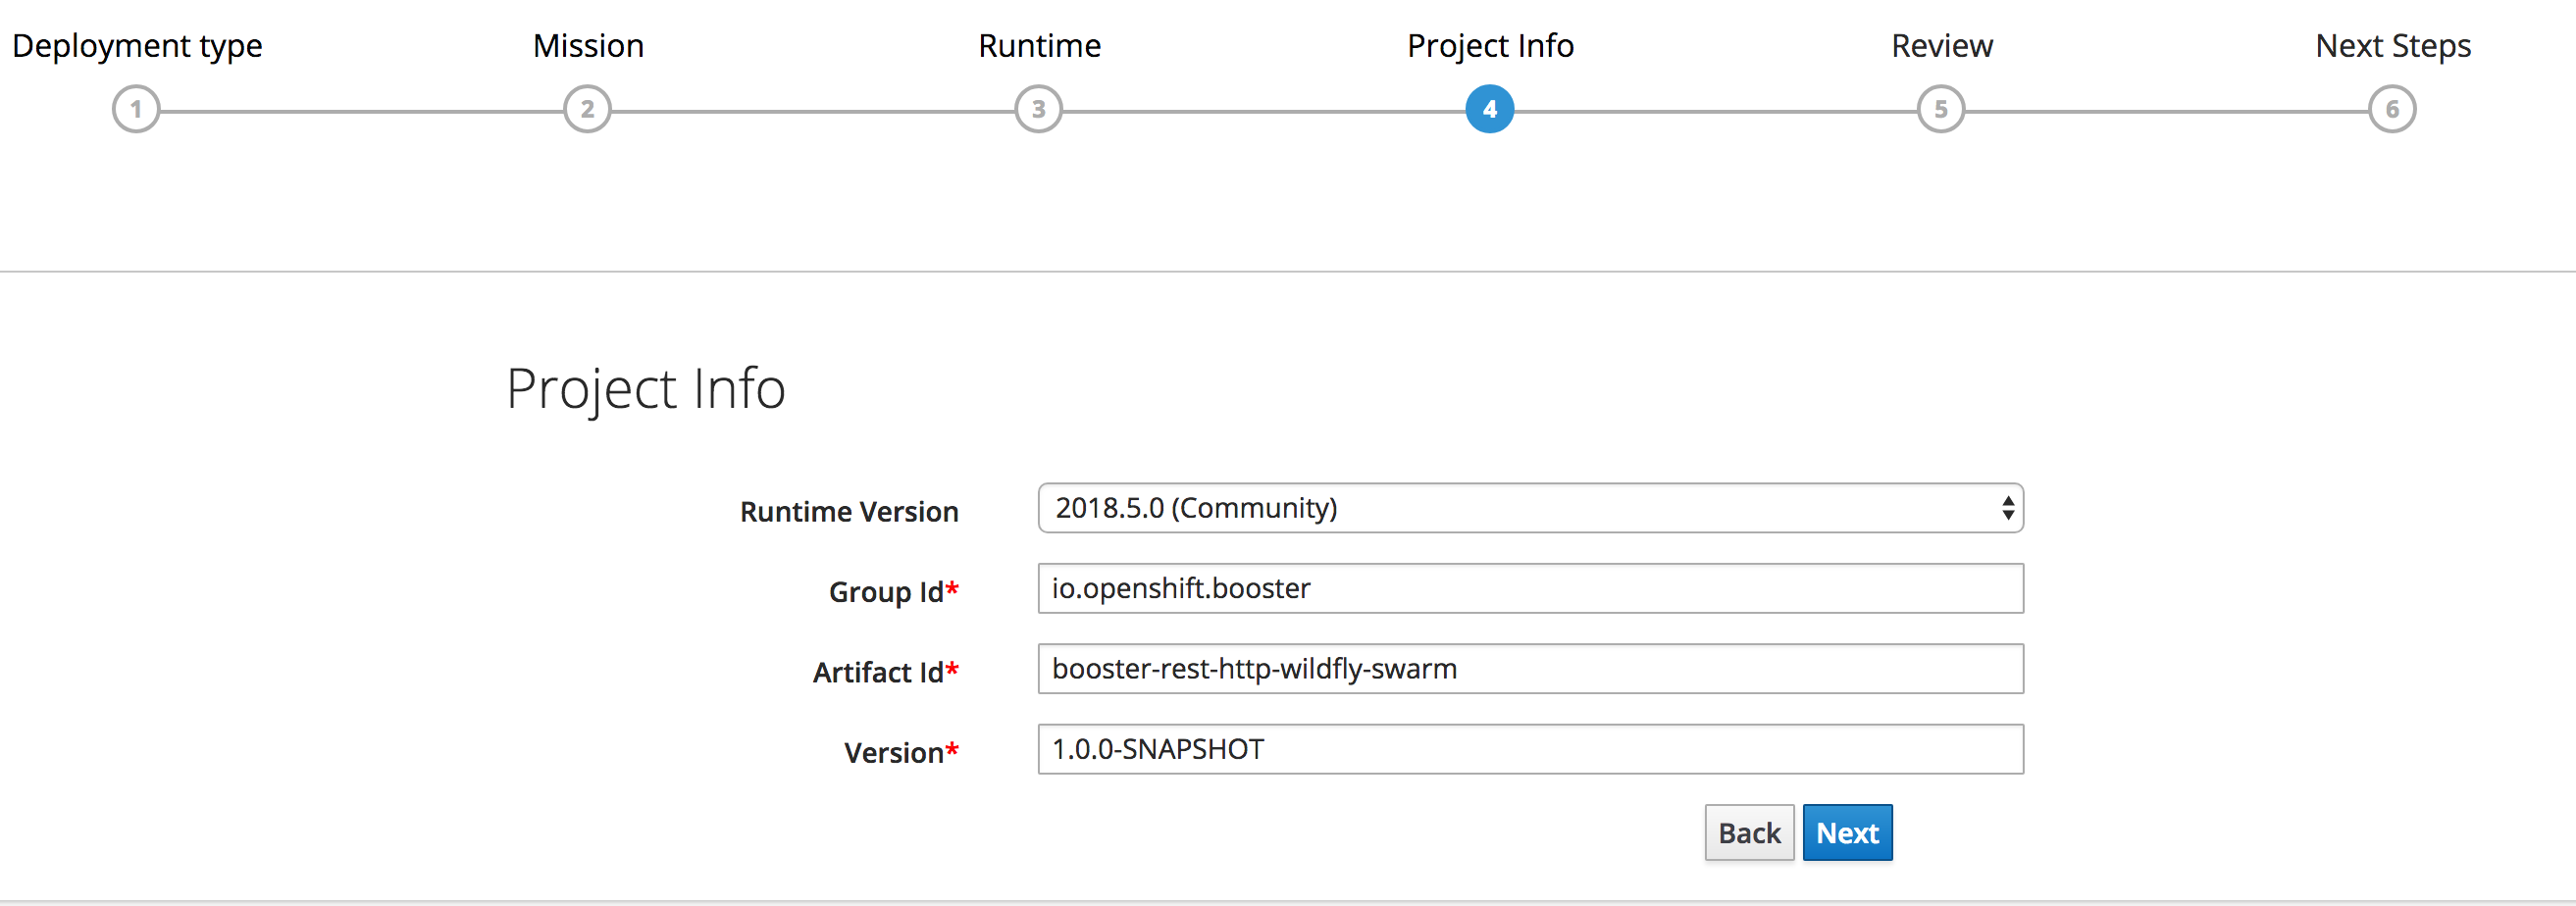 Deployment type Mission Runtime Project Info Review Next Steps
1 2 3 4 5 6
Project Info
Runtime Version 2018.5.0 (Community)
Group Id* io.openshift.booster
Artifact Id* booster-rest-http-wildfly-swarm
Version* 1.0.0-SNAPSHOT
Back Next